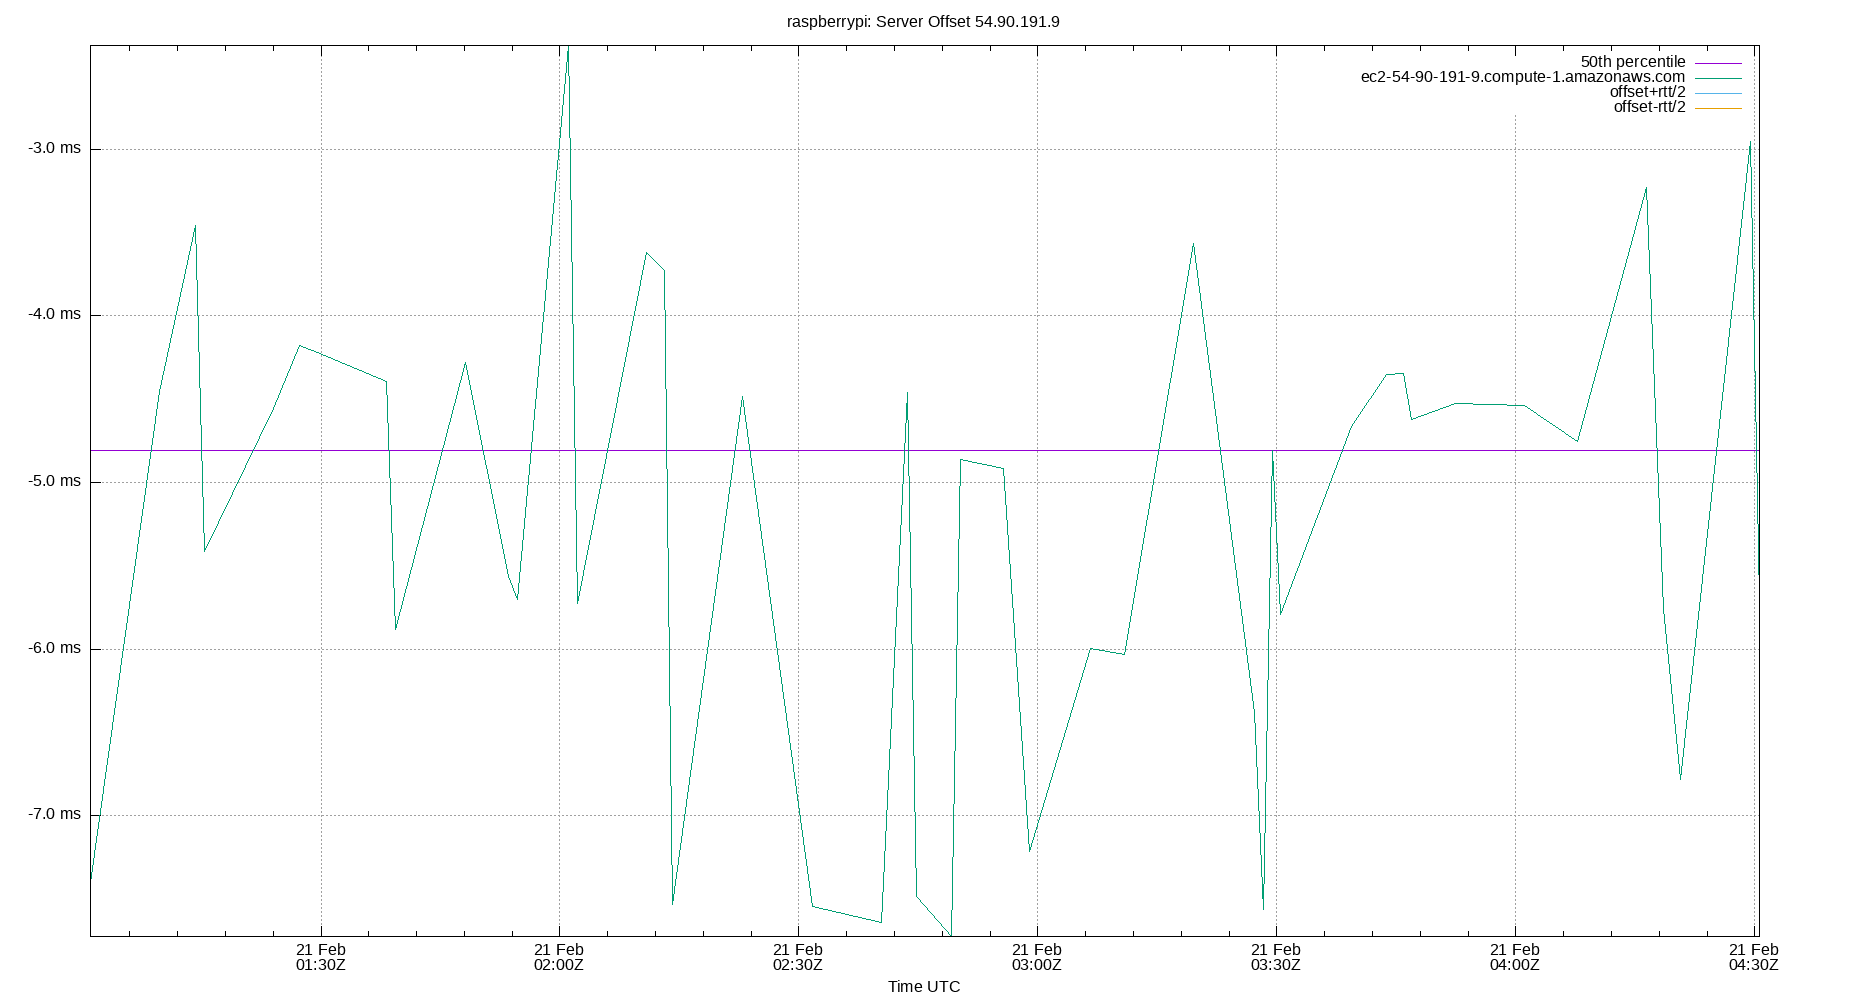 raspberrypi: Server Offset 54.90.191.9
50th percentile
ec2-54-90-191-9.compute-1.amazonaws.com
offset+rtt/2
offset-rtt/2
-3.0 ms
-4.0 ms
-5.0 ms
-6.0 ms
-7.0 ms
21 Feb 21 Feb 21 Feb 21 Feb 21 Feb 21 Feb 21 Feb
01:30Z 02:00Z 02:30Z 03:00Z 03:30Z 04:00Z 04:30Z
Time UTC